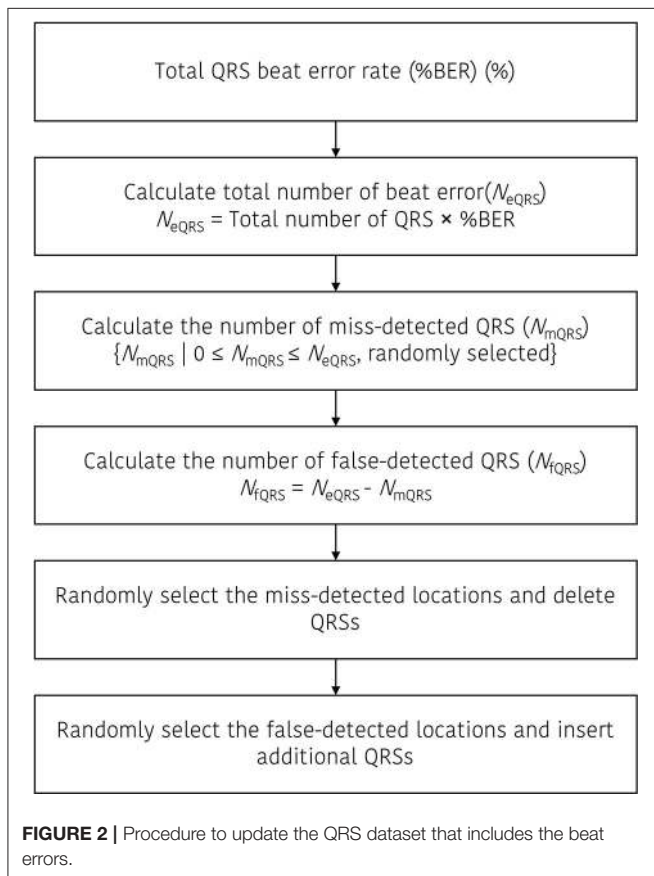 Total QRS beat error rate (%BER) (%)
Calculate total number of beat error(NeQRS)
NeQRS = Total number of QRS × %BER
Calculate the number of miss-detected QRS (NmQRS)
{NmQRS | 0 ≤ NmQRS ≤ NeQRS, randomly selected}
Calculate the number of false-detected QRS (NfQRS)
NfQRS = NeQRS - NmQRS
Randomly select the miss-detected locations and delete
QRSs
Randomly select the false-detected locations and insert
additional QRSs
FIGURE 2 | Procedure to update the QRS dataset that includes the beat
errors.